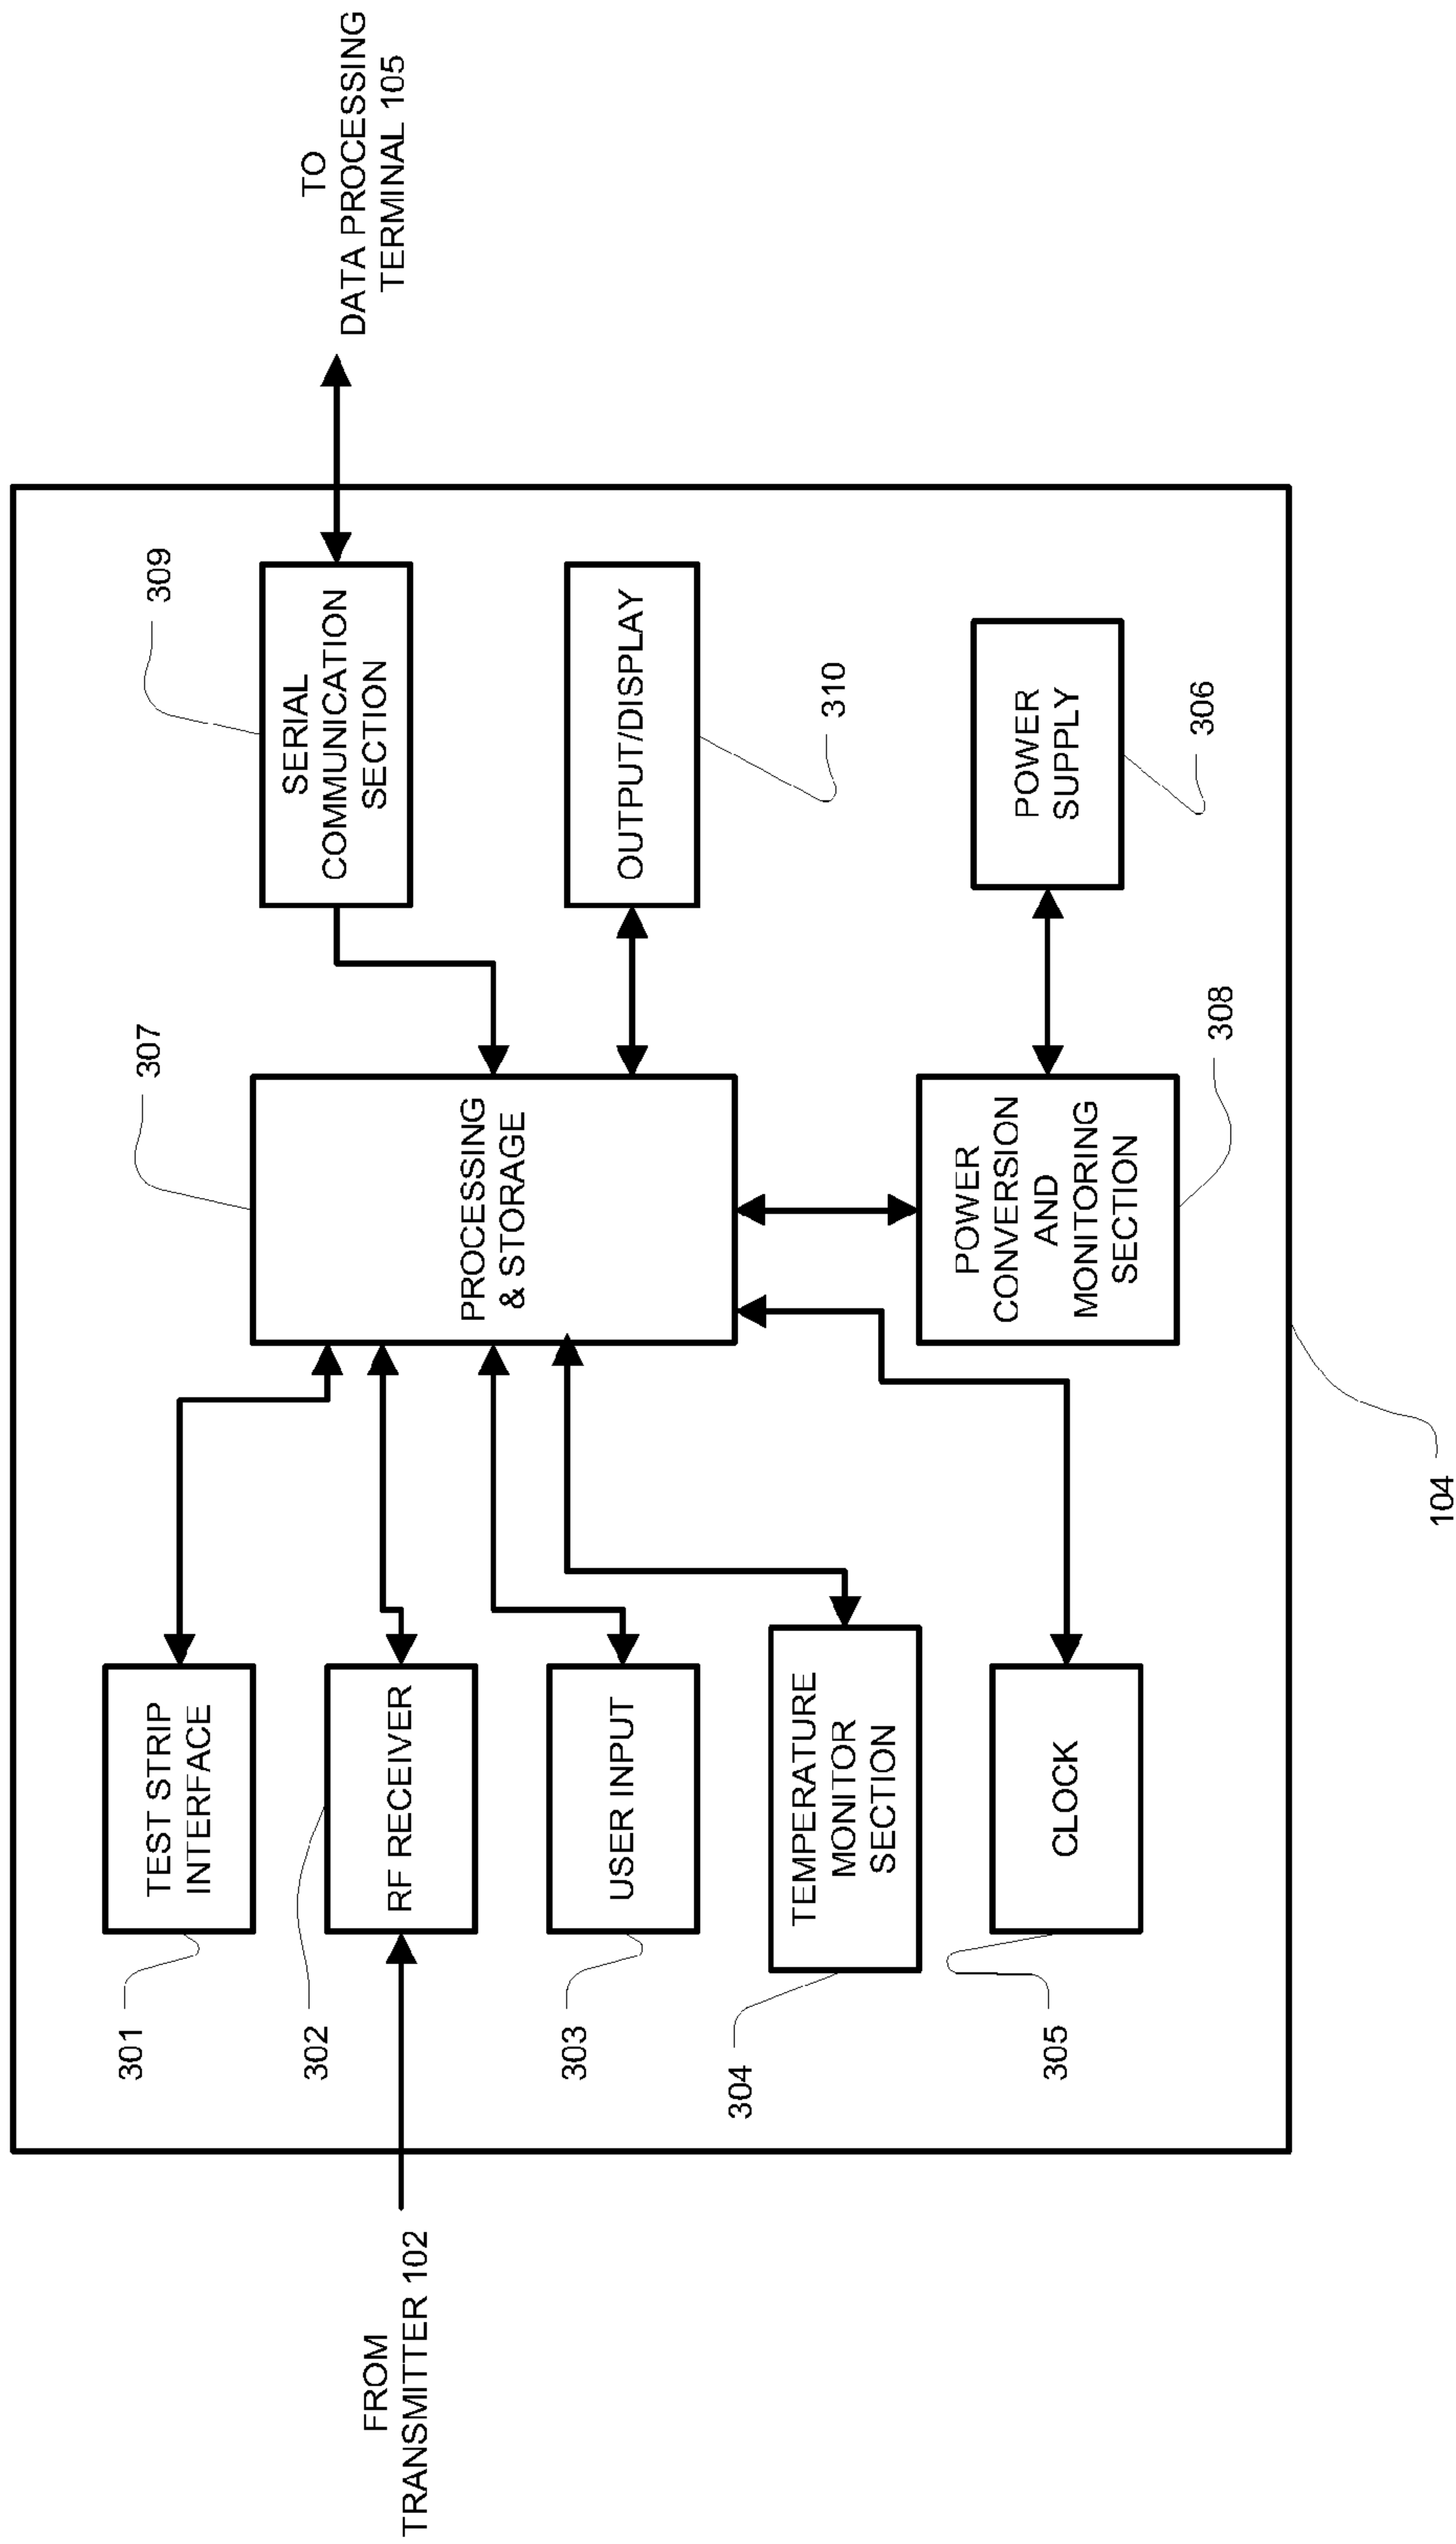 TEST STRIP
INTERFACE
301
FROM
TRANSMITTER 102
RF RECEIVER
302
USER INPUT
303
TEMPERATURE
MONITOR
SECTION
304
CLOCK
305
307
PROCESSING
& STORAGE
POWER
CONVERSION
AND
MONITORING
SECTION
308
309
SERIAL
COMMUNICATION
SECTION
TO
DATA PROCESSING
TERMINAL 105
OUTPUT/DISPLAY
310
POWER
SUPPLY
306
104